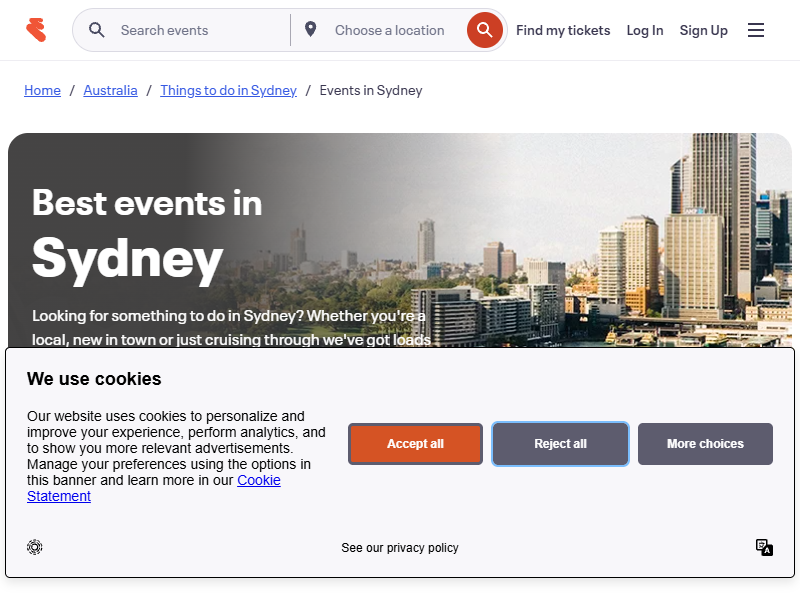 Search events
Choose a location
Find my tickets
Log In
Sign Up
Home / Australia / Things to do in Sydney / Events in Sydney
Best events in
Sydney
Looking for something to do in Sydney? Whether you're a
local, new in town or just cruising through we've got loads
We use cookies
Our website uses cookies to personalize and
improve your experience, perform analytics, and
to show you more relevant advertisements.
Manage your preferences using the options in
this banner and learn more in our Cookie
Statement
Accept all
Reject all
More choices
See our privacy policy